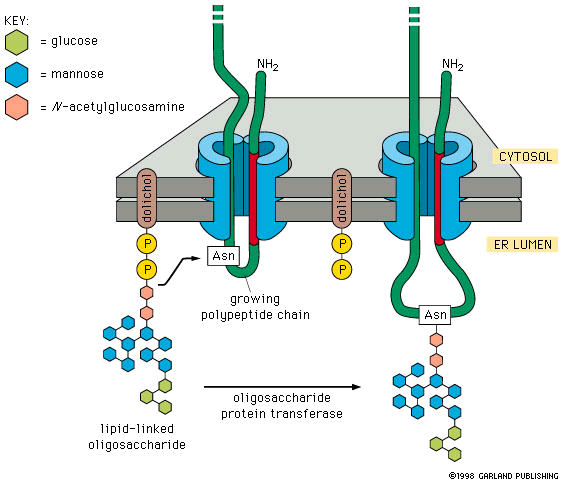 KEY:
= glucose
= mannose
= N-acetylglucosamine
NH2
NH2
CYTOSOL
dolichol
dolichol
ER LUMEN
P
P
P
P
Asn
growing
polypeptide chain
Asn
oligosaccharide
protein transferase
lipid-linked
oligosaccharide
©1998 GARLAND PUBLISHING